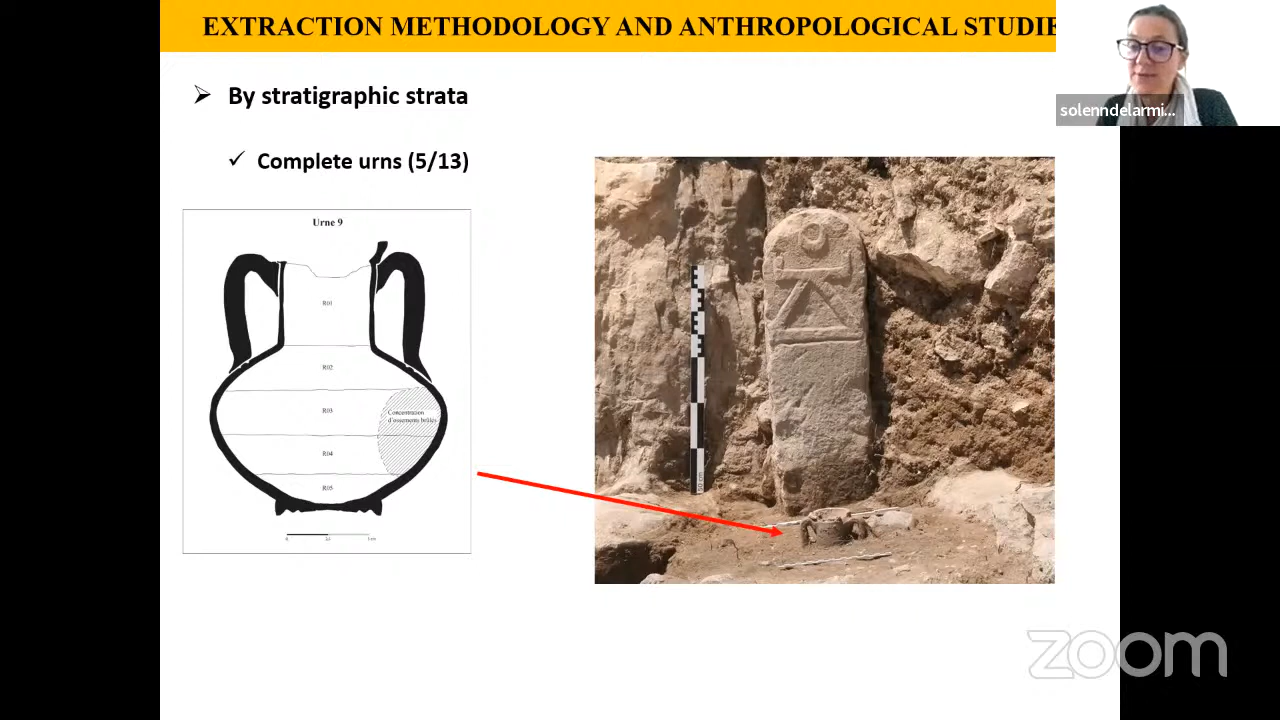 EXTRACTION METHODOLOGY AND ANTHROPOLOGICAL STUDIE
solenndelarmi...
➢ By stratigraphic strata
✓ Complete urns (5/13)
Urne 9
R01
R02
R03
Concentration
d'ossements brûlés
R04
R05
zoom